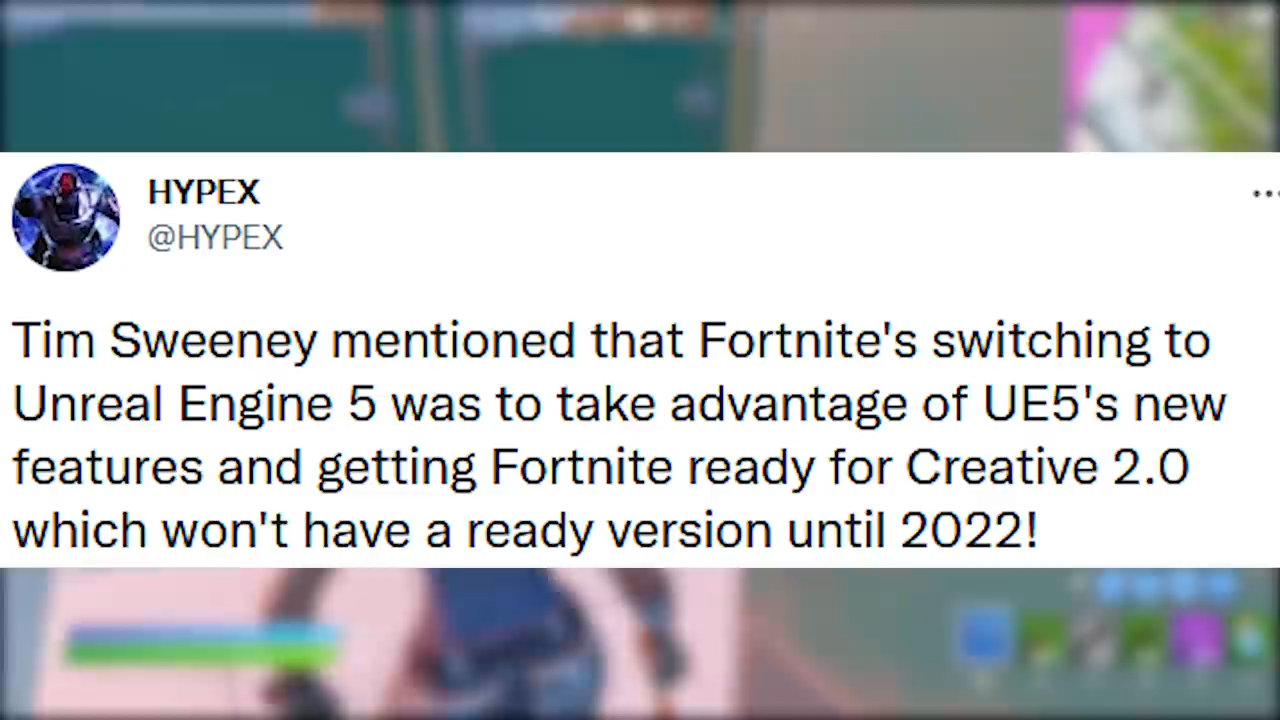 HYPEX
@HYPEX
Tim Sweeney mentioned that Fortnite's switching to
Unreal Engine 5 was to take advantage of UE5's new
features and getting Fortnite ready for Creative 2.0
which won't have a ready version until 2022!